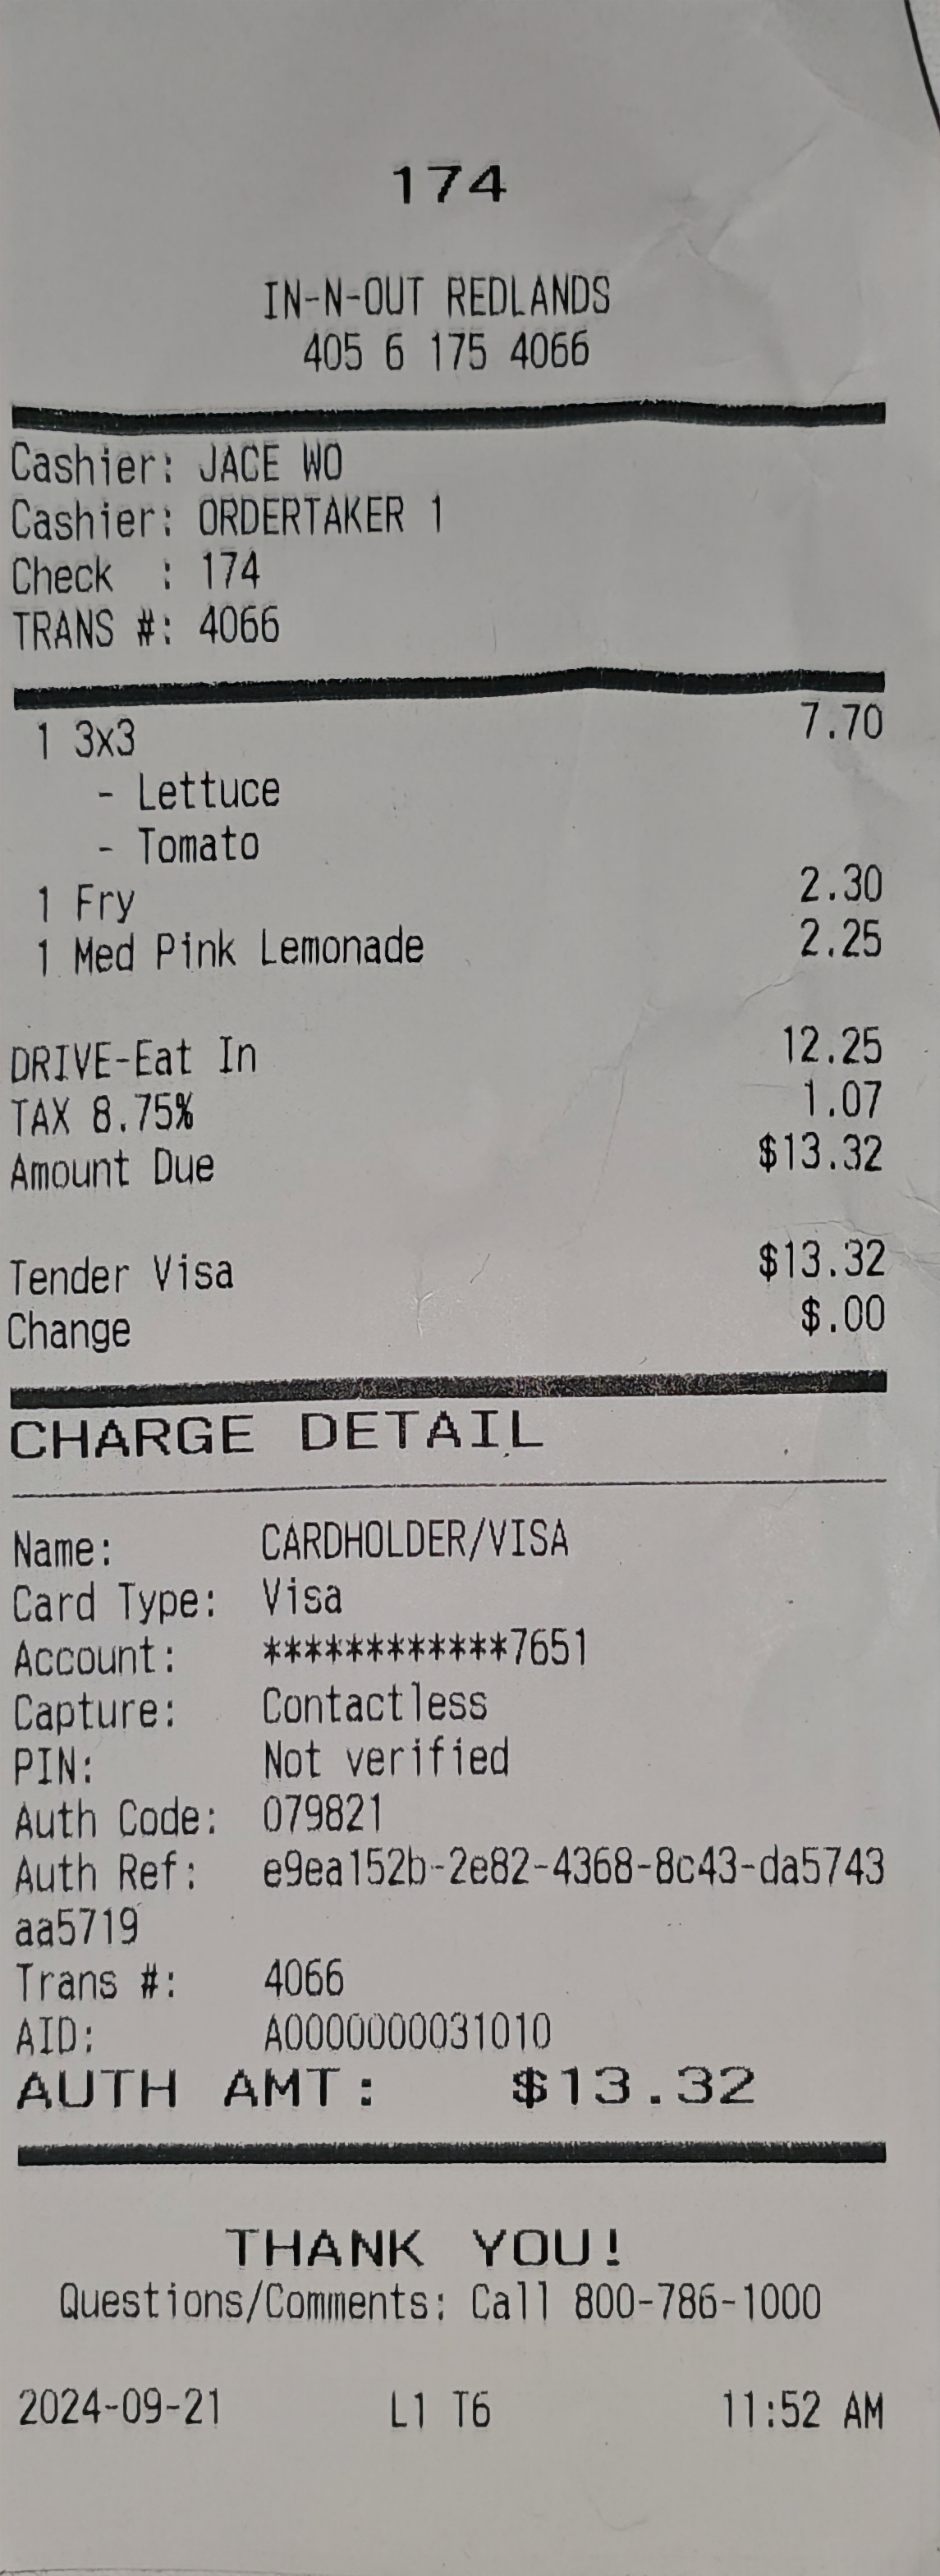 174
IN-N-OUT REDLANDS
405 6 175 4066
Cashier: JACE WO
Cashier: ORDERTAKER 1
Check : 174
TRANS #: 4066
1 3x3 7.70
- Lettuce
- Tomato
1 Fry 2.30
1 Med Pink Lemonade 2.25
DRIVE-Eat In 12.25
TAX 8.75% 1.07
Amount Due $13.32
Tender Visa $13.32
Change $.00
CHARGE DETAIL
Name: CARDHOLDER/VISA
Card Type: Visa
Account: ************7651
Capture: Contactless
PIN: Not verified
Auth Code: 079821
Auth Ref: e9ea152b-2e82-4368-8c43-da5743
aa5719
Trans #: 4066
AID: A0000000031010
AUTH AMT: $13.32
THANK YOU!
Questions/Comments: Call 800-786-1000
2024-09-21 L1 T6 11:52 AM